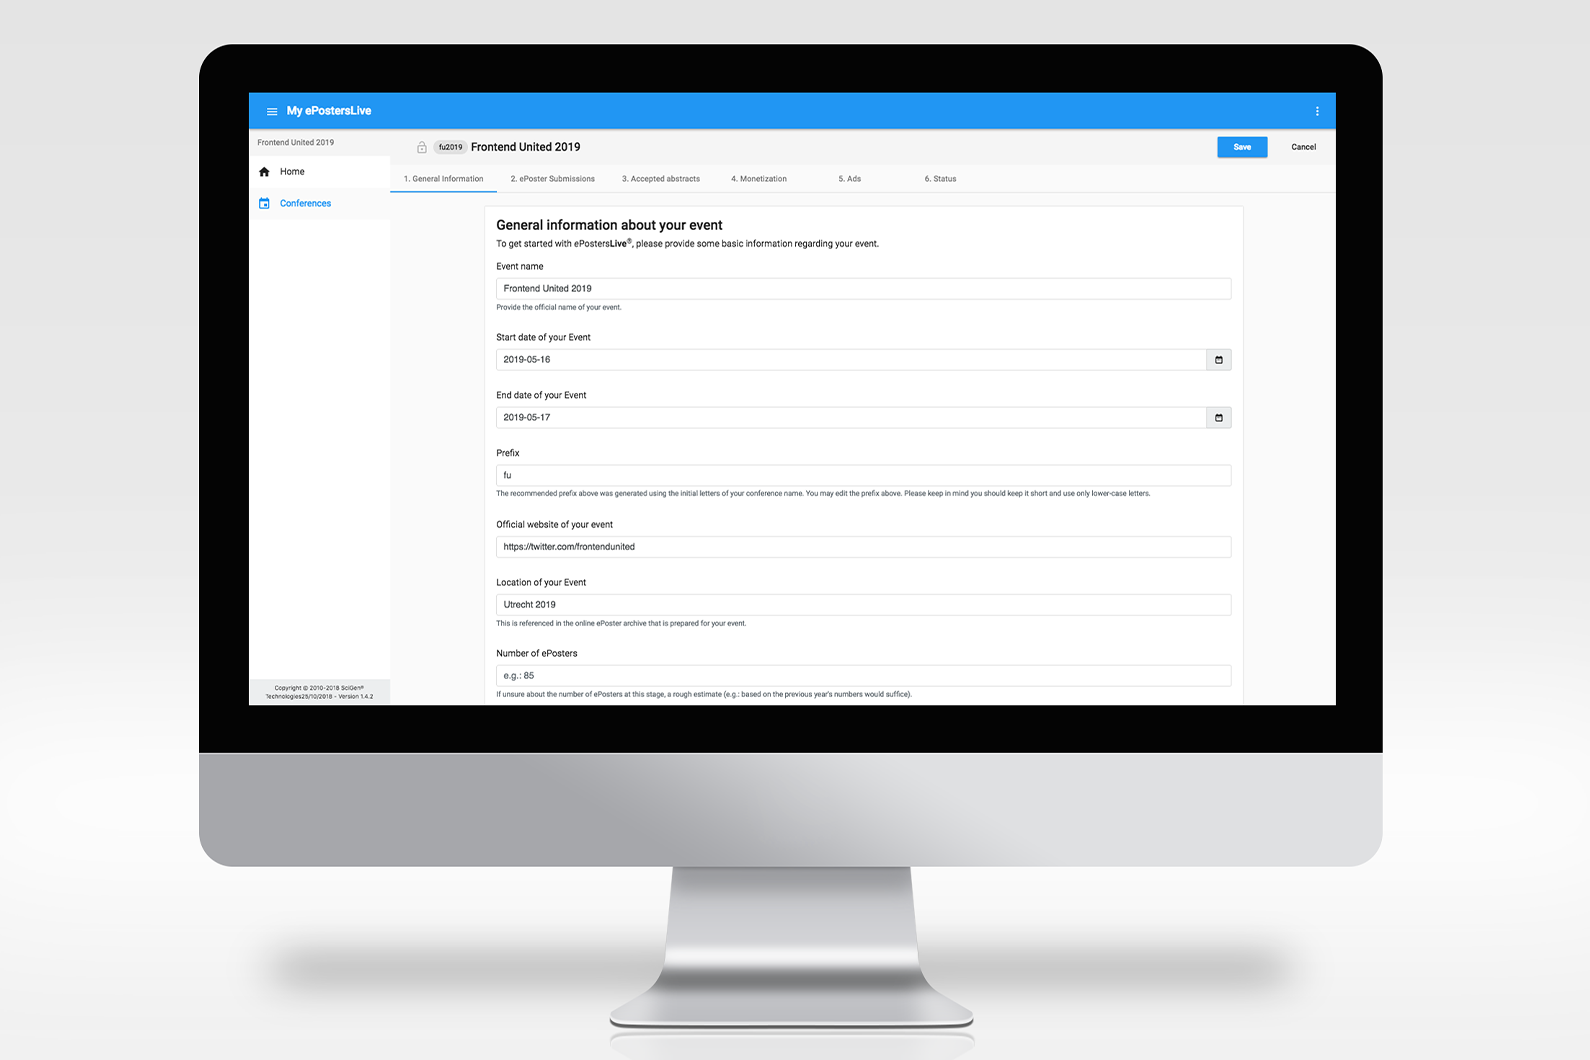 My ePostersLive
Frontend United 2019
fu2019 Frontend United 2019
Save
Cancel
Home
Conferences
1. General Information
2. ePoster Submissions
3. Accepted abstracts
4. Monetization
5. Ads
6. Status
General information about your event
To get started with ePostersLive®, please provide some basic information regarding your event.
Event name
Frontend United 2019
Provide the official name of your event.
Start date of your Event
2019-05-16
End date of your Event
2019-05-17
Prefix
fu
The recommended prefix above was generated using the initial letters of your conference name. You may edit the prefix above. Please keep in mind you should keep it short and use only lower-case letters.
Official website of your event
https://twitter.com/frontendunited
Location of your Event
Utrecht 2019
This is referenced in the online ePoster archive that is prepared for your event.
Number of ePosters
e.g.: 85
If unsure about the number of ePosters at this stage, a rough estimate (e.g.: based on the previous year's numbers would suffice).
Copyright © 2010-2018 SciGen®
Technologies25/10/2018 - Version 1.4.2